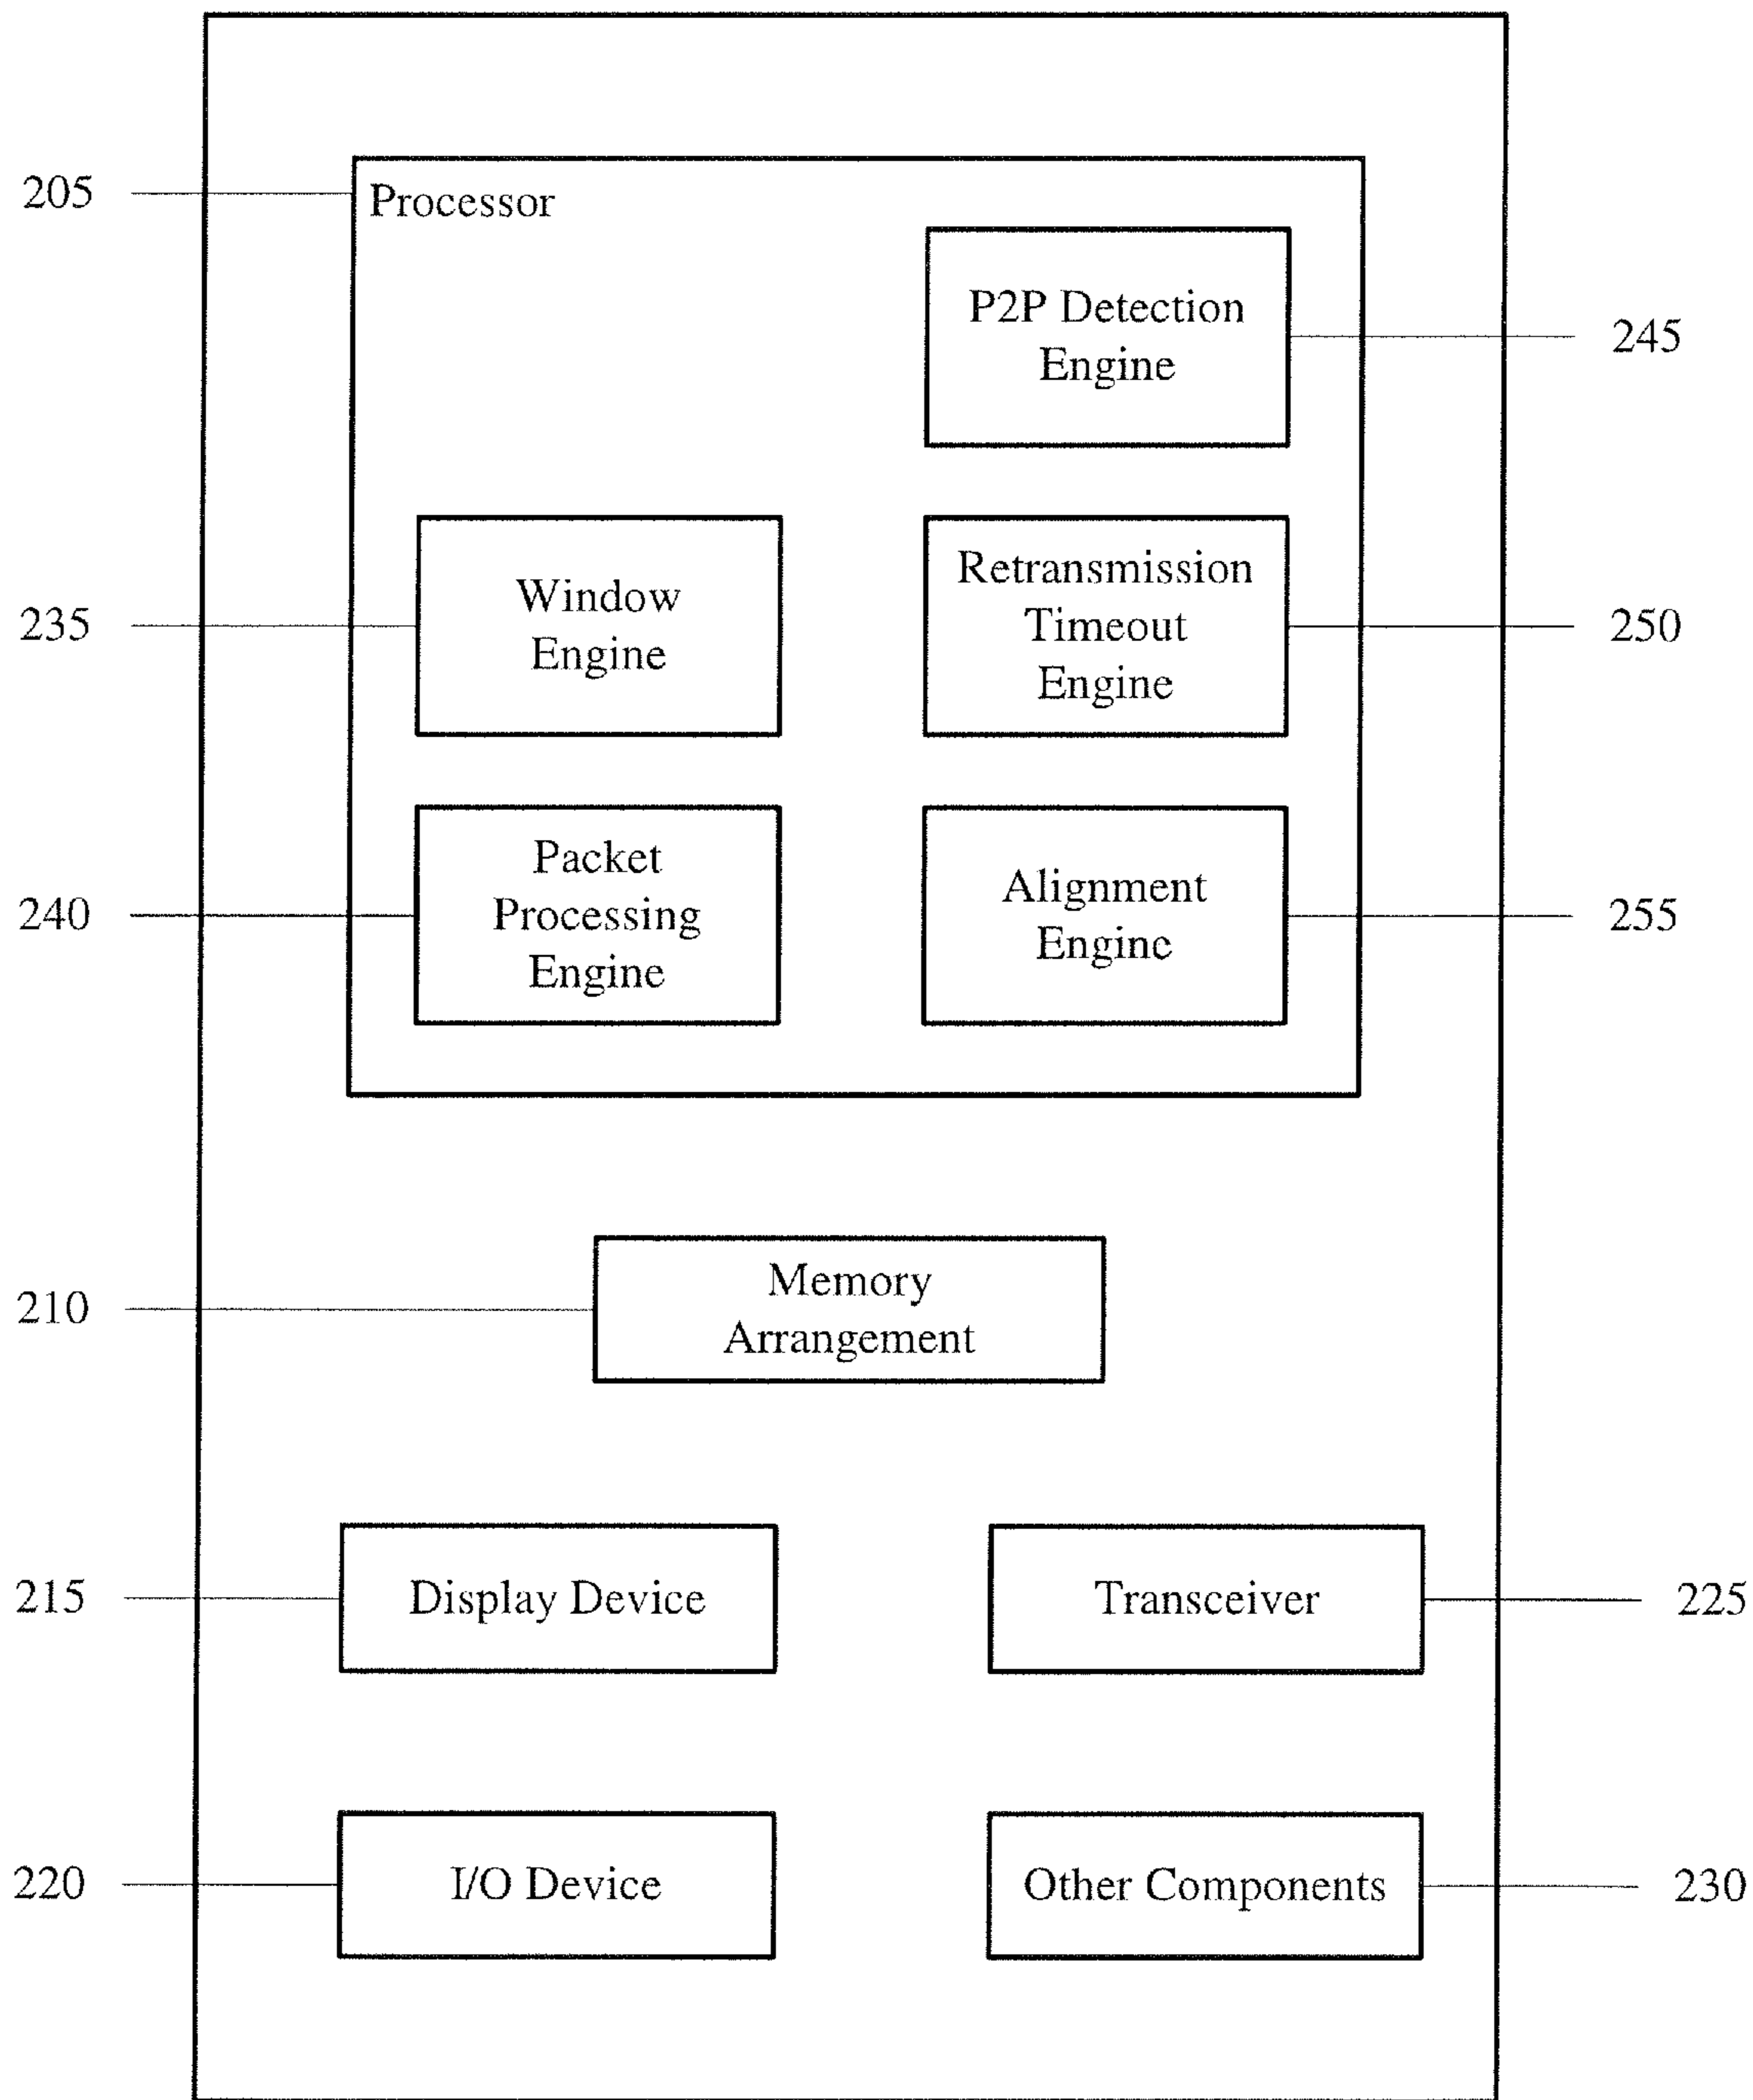 205
Processor
P2P Detection
Engine
245
235
Window
Engine
Retransmission
Timeout
Engine
250
240
Packet
Processing
Engine
Alignment
Engine
255
210
Memory
Arrangement
215
Display Device
Transceiver
225
220
I/O Device
Other Components
230